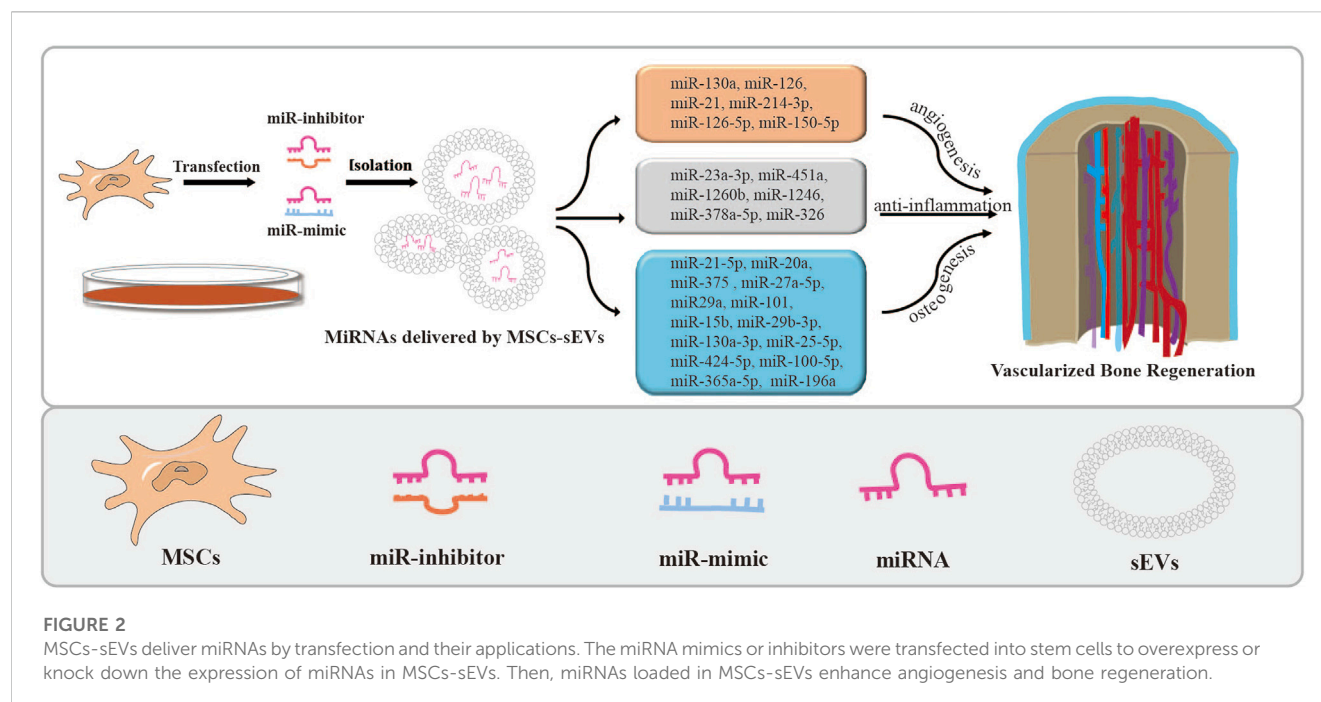 miR-inhibitor
Transfection
Isolation
miR-mimic
MiRNAs delivered by MSCs-sEVs
miR-130a, miR-126,
miR-21, miR-214-3p,
miR-126-5p, miR-150-5p
miR-23a-3p, miR-451a,
miR-1260b, miR-1246,
miR-378a-5p, miR-326
miR-21-5p, miR-20a,
miR-375 , miR-27a-5p,
miR29a, miR-101,
miR-15b, miR-29b-3p,
miR-130a-3p, miR-25-5p,
miR-424-5p, miR-100-5p,
miR-365a-5p, miR-196a
angiogenesis
anti-inflammation
osteogenesis
Vascularized Bone Regeneration
MSCs
miR-inhibitor
miR-mimic
miRNA
sEVs
FIGURE 2
MSCs-sEVs deliver miRNAs by transfection and their applications. The miRNA mimics or inhibitors were transfected into stem cells to overexpress or
knock down the expression of miRNAs in MSCs-sEVs. Then, miRNAs loaded in MSCs-sEVs enhance angiogenesis and bone regeneration.